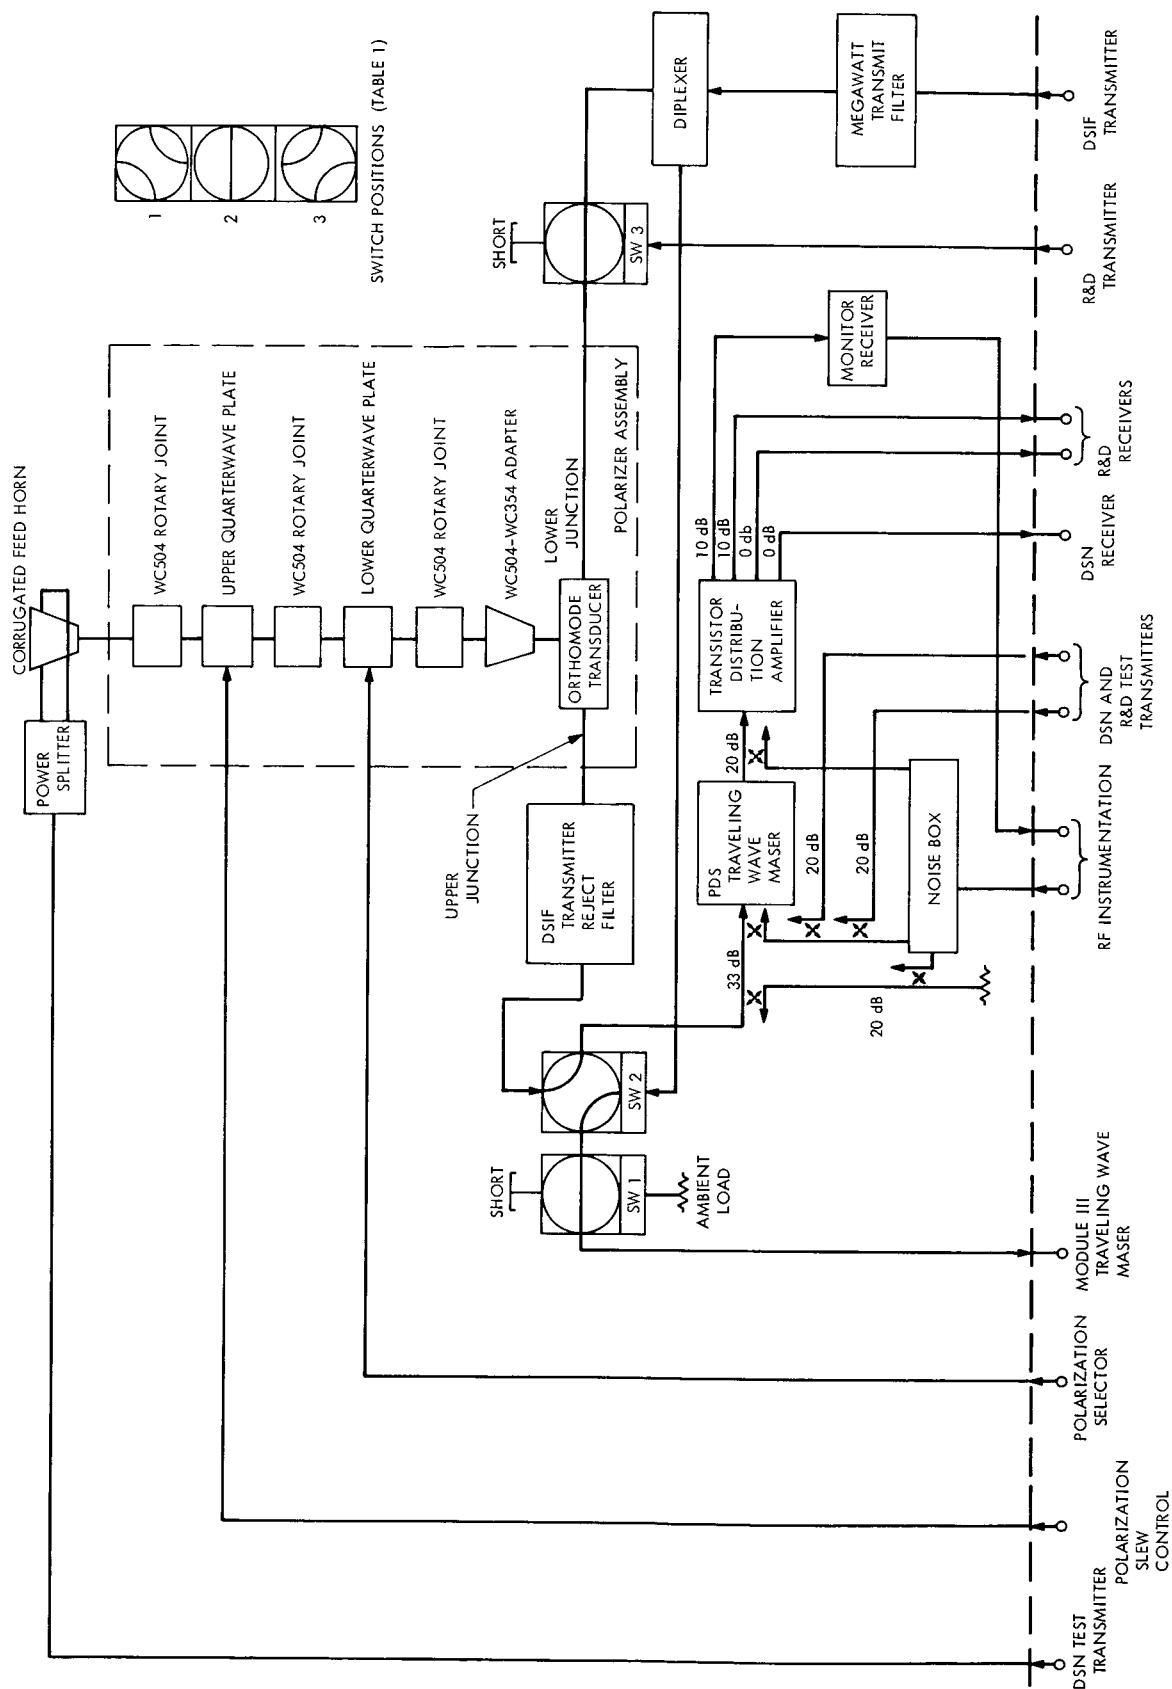 CORRUGATED FEED HORN
POWER
SPLITTER
WC504 ROTARY JOINT
UPPER QUARTERWAVE PLATE
WC504 ROTARY JOINT
LOWER QUARTERWAVE PLATE
WC504 ROTARY JOINT
WC504-WC354 ADAPTER
LOWER
JUNCTION
ORTHOMODE
TRANSDUCER
POLARIZER ASSEMBLY
UPPER
JUNCTION
1
2
3
SWITCH POSITIONS (TABLE 1)
SHORT
SW 3
DIPLEXER
MEGAWATT
TRANSMIT
FILTER
DSIF
TRANSMITTER
REJECT
FILTER
SW 2
SHORT
SW 1
AMBIENT
LOAD
33 dB
PDS
TRAVELING
WAVE
MASER
20 dB
TRANSISTOR
DISTRIBU-
TION
AMPLIFIER
10 dB
10 dB
0 db
0 dB
MONITOR
RECEIVER
20 dB
20 dB
20 dB
NOISE BOX
DSN TEST
TRANSMITTER
POLARIZATION
SLEW
CONTROL
POLARIZATION
SELECTOR
MODULE III
TRAVELING WAVE
MASER
RF INSTRUMENTATION
DSN AND
R&D TEST
TRANSMITTERS
DSN
RECEIVER
R&D
RECEIVERS
R&D
TRANSMITTER
DSIF
TRANSMITTER